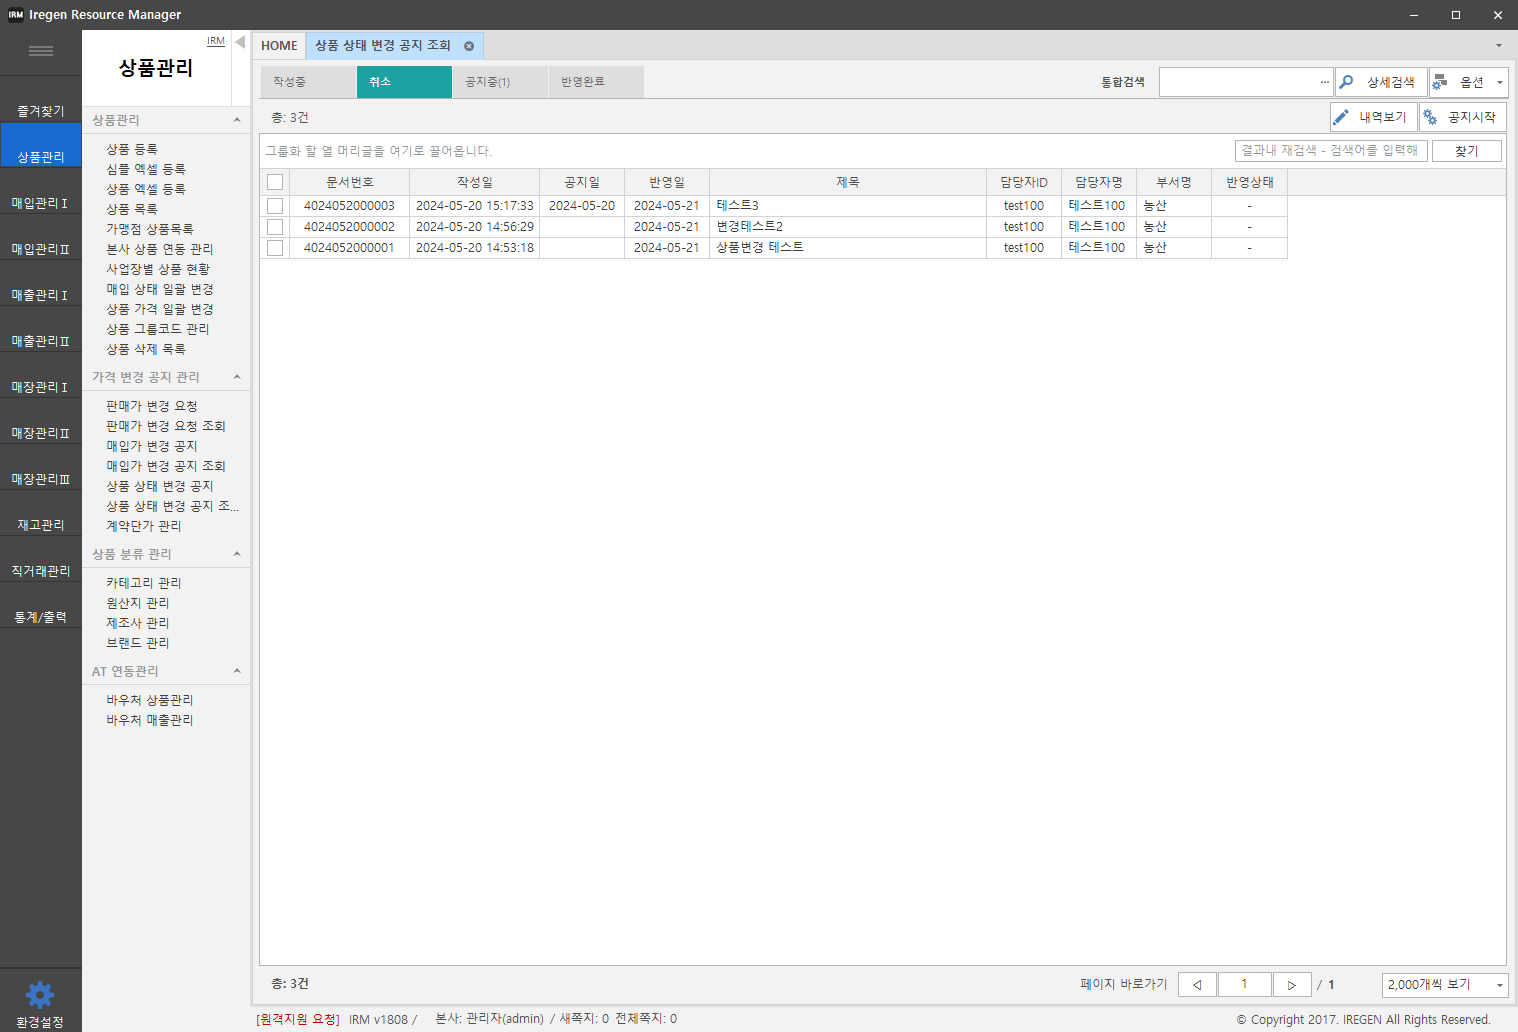 IRM Iregen Resource Manager
즐겨찾기
상품관리
매입관리Ⅰ
매입관리Ⅱ
매출관리Ⅰ
매출관리Ⅱ
매장관리Ⅰ
매장관리Ⅱ
매장관리Ⅲ
재고관리
직거래관리
통계/출력
환경설정
IRM
상품관리
상품관리
상품 등록
심플 엑셀 등록
상품 엑셀 등록
상품 목록
가맹점 상품목록
본사 상품 연동 관리
사업장별 상품 현황
매입 상태 일괄 변경
상품 가격 일괄 변경
상품 그룹코드 관리
상품 삭제 목록
가격 변경 공지 관리
판매가 변경 요청
판매가 변경 요청 조회
매입가 변경 공지
매입가 변경 공지 조회
상품 상태 변경 공지
상품 상태 변경 공지 조...
계약단가 관리
상품 분류 관리
카테고리 관리
원산지 관리
제조사 관리
브랜드 관리
AT 연동관리
바우처 상품관리
바우처 매출관리
HOME 상품 상태 변경 공지 조회
작성중 취소 공지중(1) 반영완료 통합검색 ... 상세검색 옵션
총: 3건 내역보기 공지시작
그룹화 할 열 머리글을 여기로 끌어옵니다. 결과내 재검색 - 검색어를 입력해 찾기
문서번호 작성일 공지일 반영일 제목 담당자ID 담당자명 부서명 반영상태
4024052000003 2024-05-20 15:17:33 2024-05-20 2024-05-21 테스트3 test100 테스트100 농산 -
4024052000002 2024-05-20 14:56:29 2024-05-21 변경테스트2 test100 테스트100 농산 -
4024052000001 2024-05-20 14:53:18 2024-05-21 상품변경 테스트 test100 테스트100 농산 -
총: 3건 페이지 바로가기 1 / 1 2,000개씩 보기
[원격지원 요청] IRM v1808 / 본사: 관리자(admin) / 새쪽지: 0 전체쪽지: 0 © Copyright 2017. IREGEN All Rights Reserved.